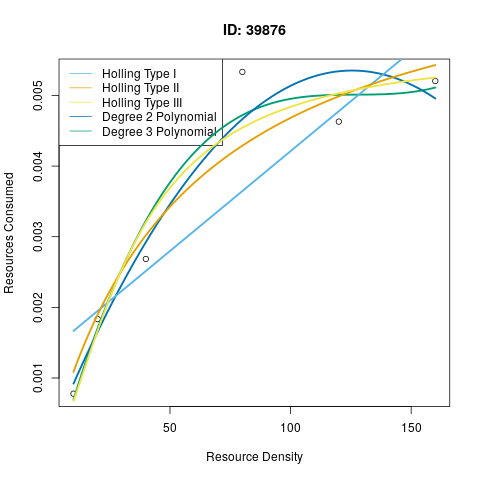 ID: 39876
Holling Type I
Holling Type II
Holling Type III
Degree 2 Polynomial
Degree 3 Polynomial
Resources Consumed
0.005
0.004
0.003
0.002
0.001
50
100
150
Resource Density